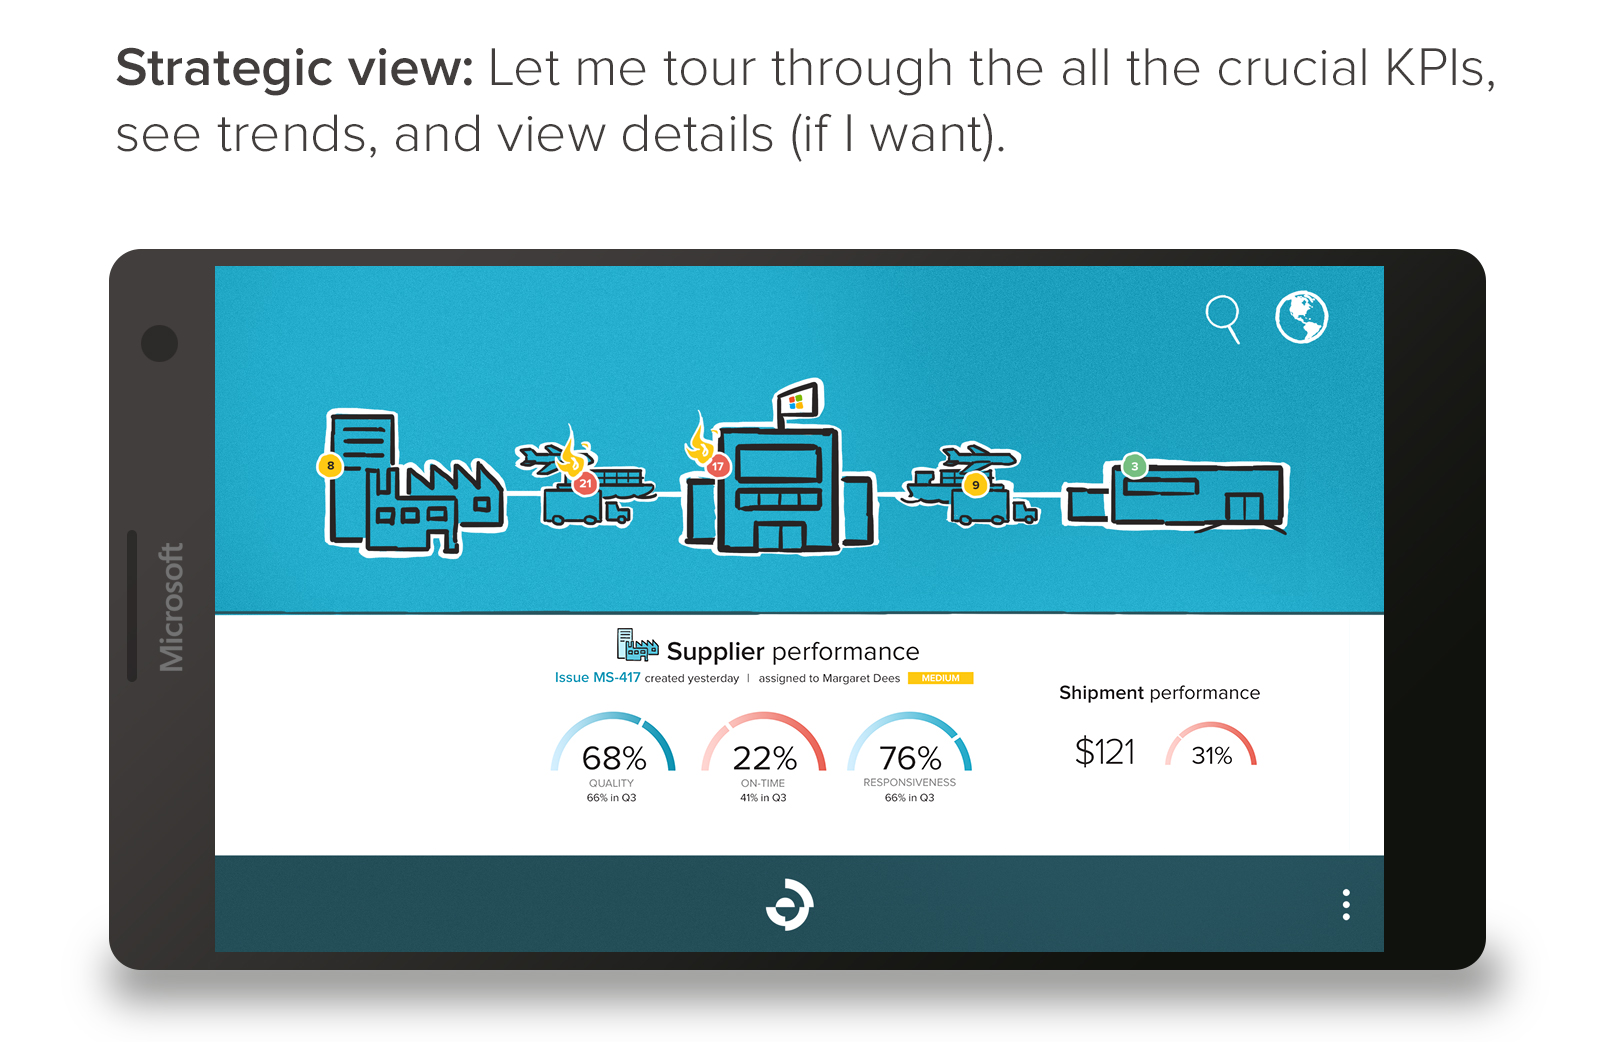 Strategic view: Let me tour through the all the crucial KPIs,
see trends, and view details (if I want).
Microsoft
8
21
17
9
3
Supplier performance
Issue MS-417 created yesterday | assigned to Margaret Dees MEDIUM
68%
QUALITY
66% in Q3
22%
ON-TIME
41% in Q3
76%
RESPONSIVENESS
66% in Q3
Shipment performance
$121
31%